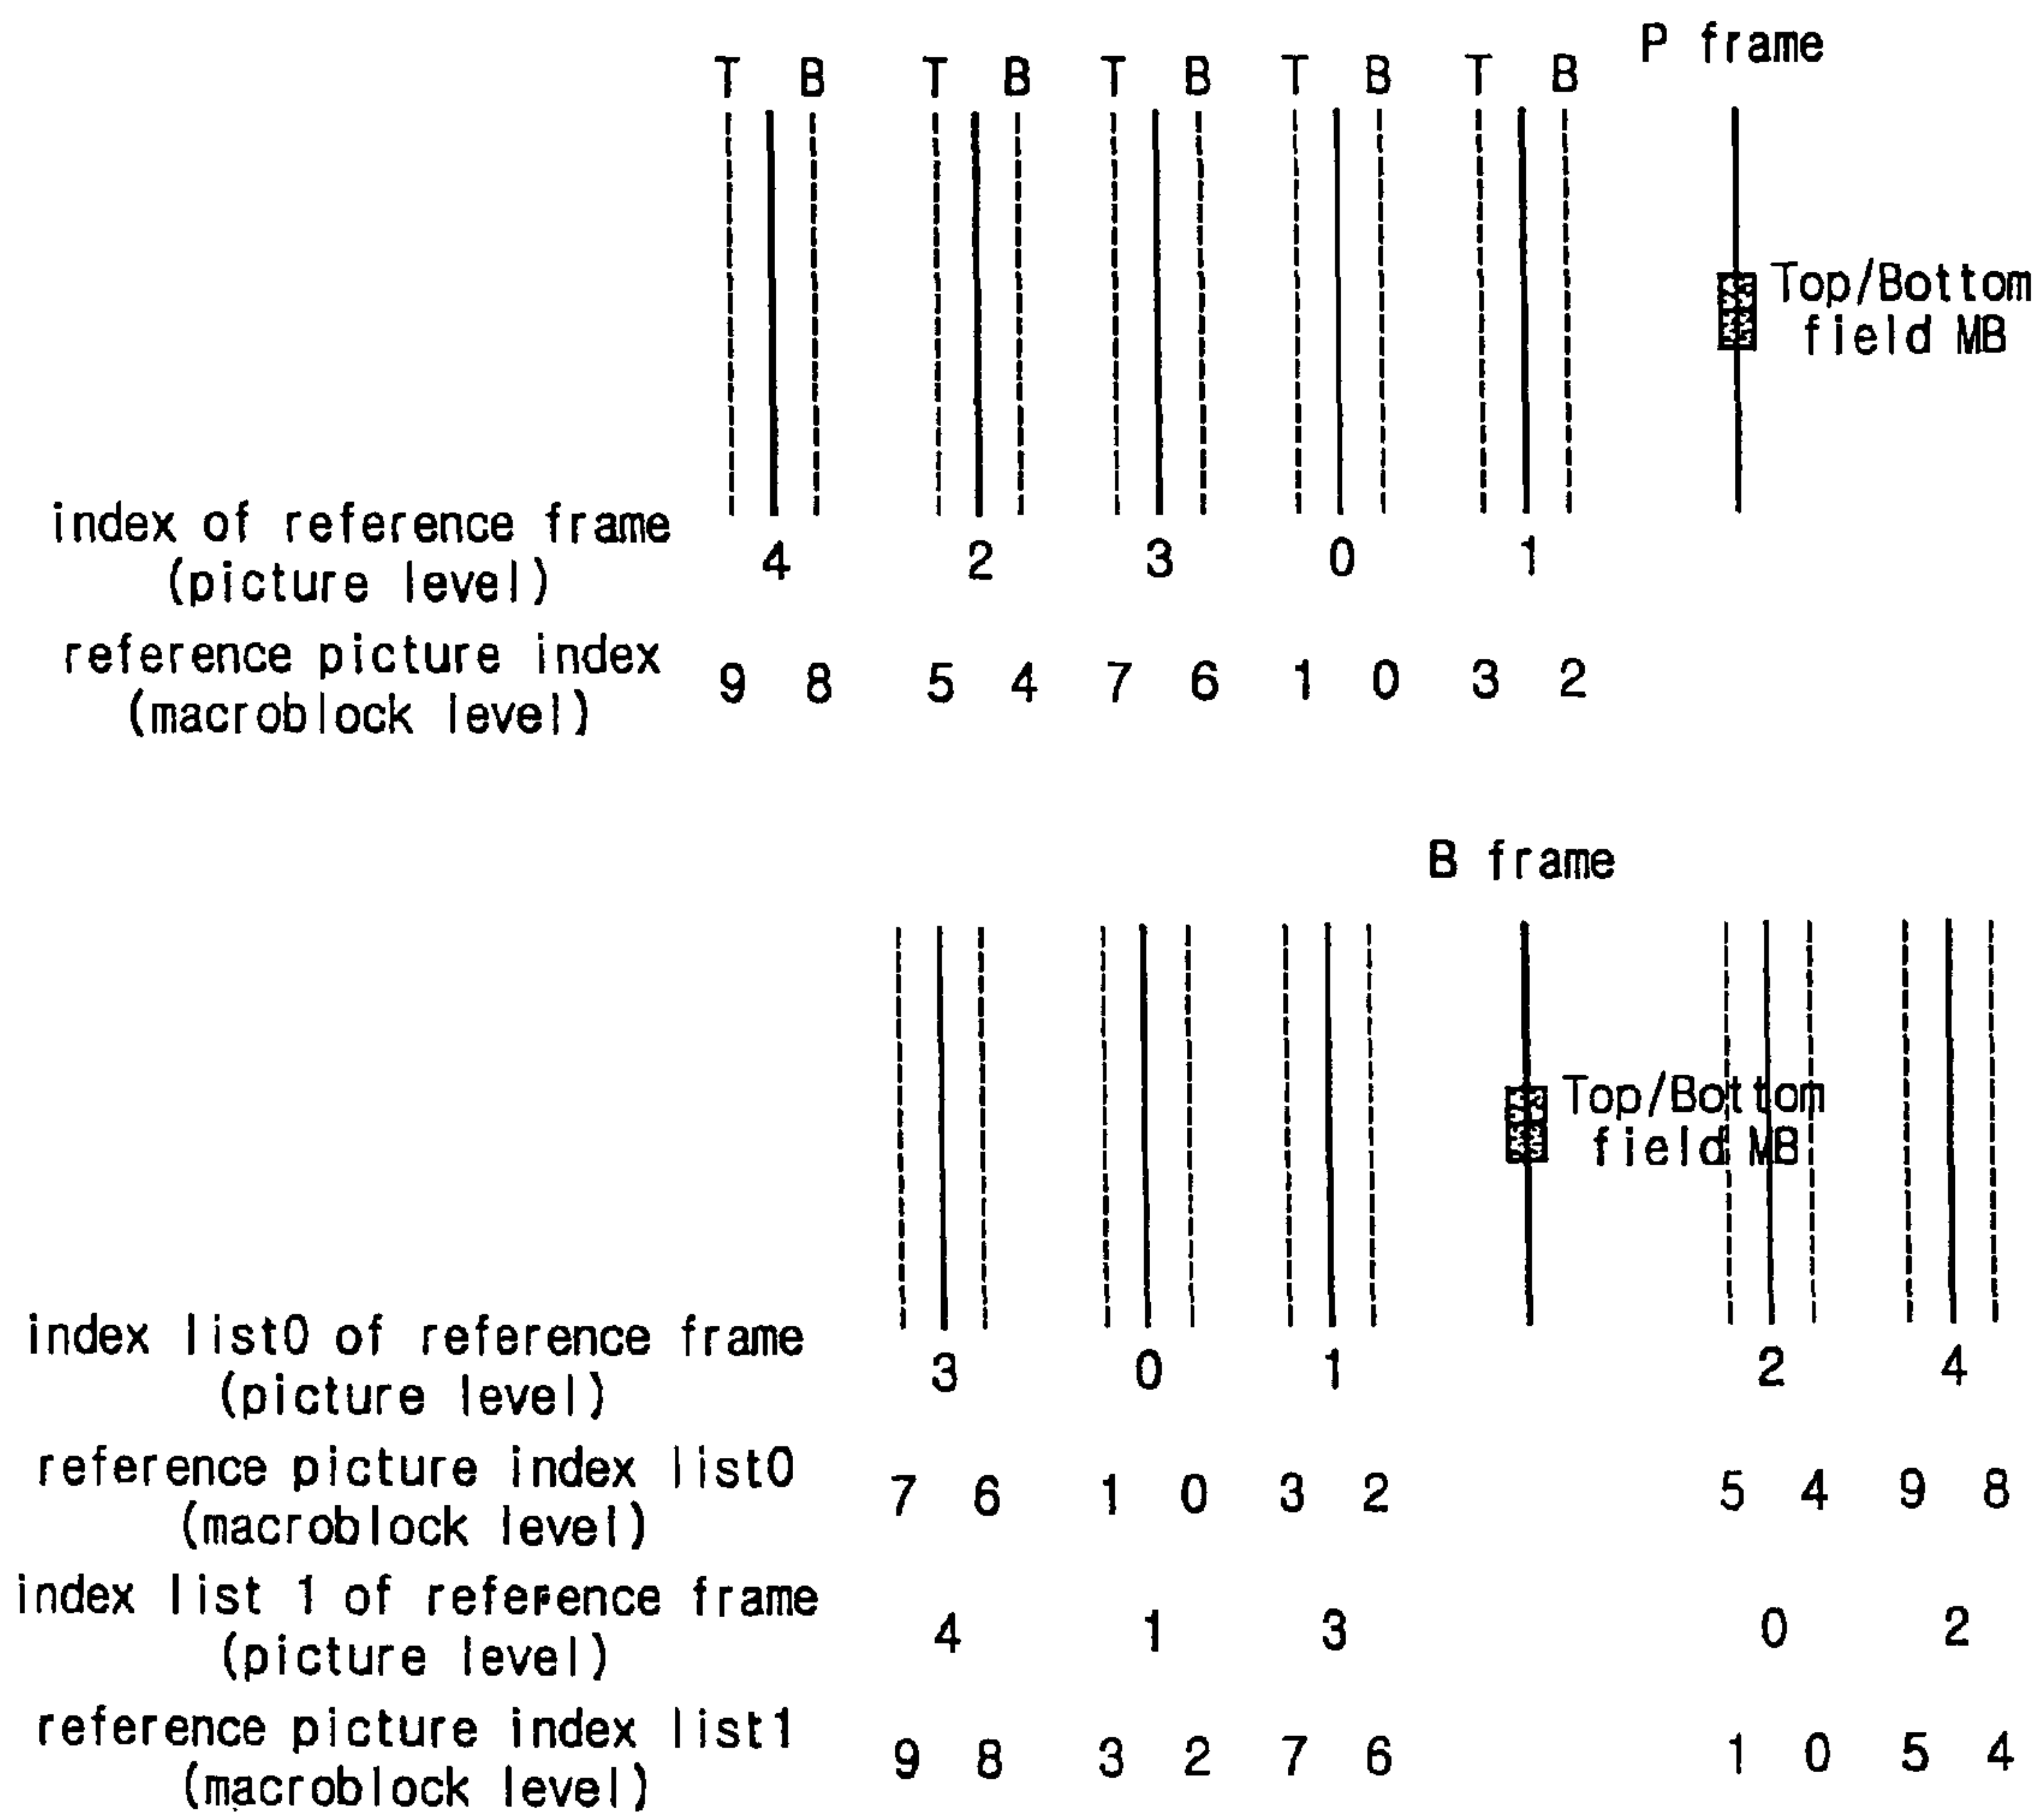 P frame
T B T B T B T B T B
Top/Bottom
field MB
index of reference frame
(picture level)
4 2 3 0 1
reference picture index
(macroblock level)
9 8 5 4 7 6 1 0 3 2
B frame
Top/Bottom
field MB
index list0 of reference frame
(picture level)
3 0 1 2 4
reference picture index list0
(macroblock level)
7 6 1 0 3 2 5 4 9 8
index list 1 of reference frame
(picture level)
4 1 3 0 2
reference picture index list1
(macroblock level)
9 8 3 2 7 6 1 0 5 4